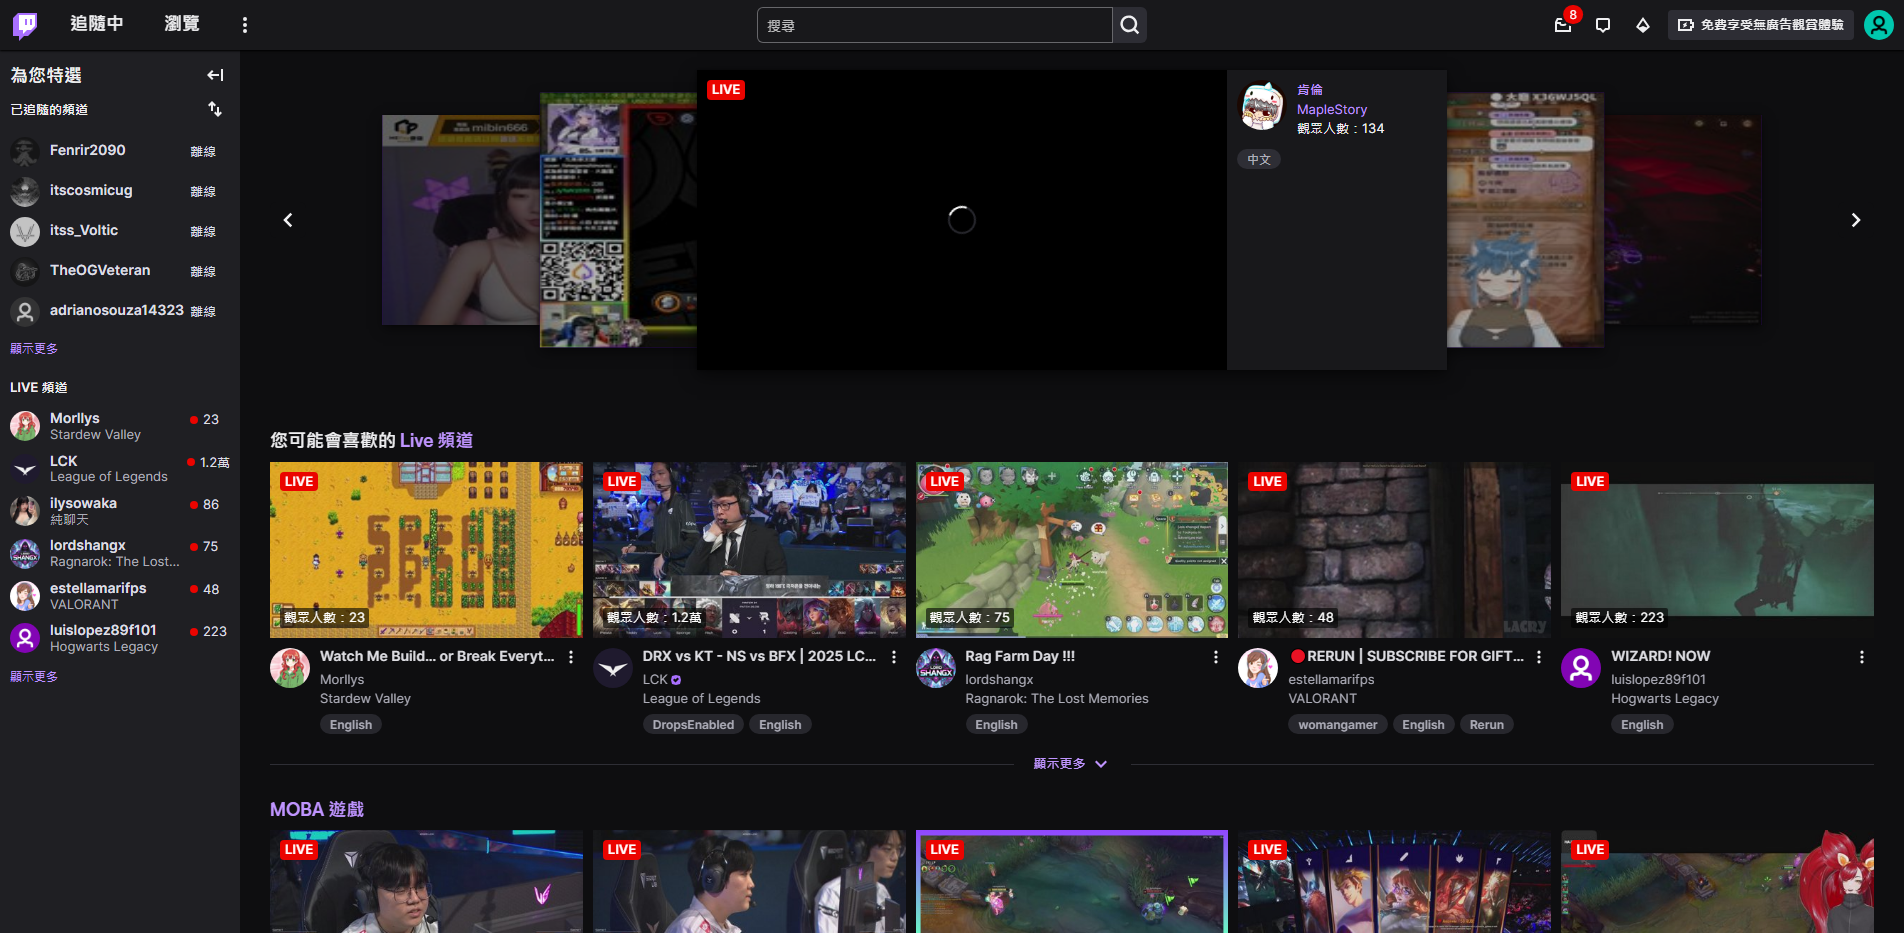 追隨中
瀏覽
搜尋
8
免費享受無廣告觀賞體驗
為您特選
已追隨的頻道
Fenrir2090 離線
itscosmicug 離線
itss_Voltic 離線
TheOGVeteran 離線
adrianosouza14323 離線
顯示更多
LIVE 頻道
Morllys 23
Stardew Valley
LCK 1.2萬
League of Legends
ilysowaka 86
純聊天
lordshangx 75
Ragnarok: The Lost...
estellamarifps 48
VALORANT
luislopez89f101 223
Hogwarts Legacy
顯示更多
mibin666
LIVE
肯倫
MapleStory
觀眾人數：134
中文
您可能會喜歡的 Live 頻道
LIVE
觀眾人數：23
Watch Me Build... or Break Everyt...
Morllys
Stardew Valley
English
LIVE
觀眾人數：1.2萬
DRX vs KT - NS vs BFX | 2025 LC...
LCK
League of Legends
DropsEnabled English
LIVE
觀眾人數：75
Rag Farm Day !!!
lordshangx
Ragnarok: The Lost Memories
English
LIVE
LACRY
觀眾人數：48
RERUN | SUBSCRIBE FOR GIFT...
estellamarifps
VALORANT
womangamer English Rerun
LIVE
觀眾人數：223
WIZARD! NOW
luislopez89f101
Hogwarts Legacy
English
顯示更多
MOBA 遊戲
LIVE
LIVE
LIVE
LIVE
LIVE